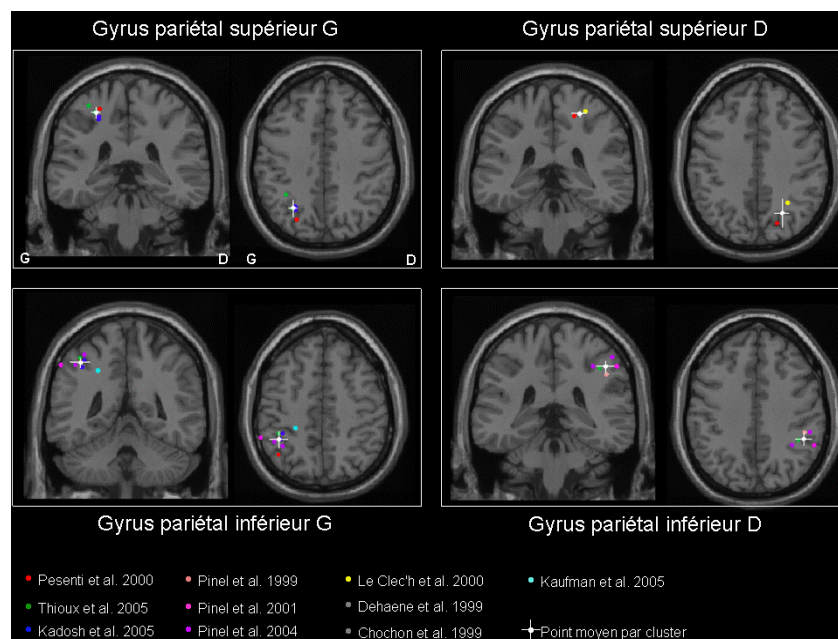 Gyrus pariétal supérieur G
Gyrus pariétal supérieur D
G
D
G
D
Gyrus pariétal inférieur G
Gyrus pariétal inférieur D
Pesenti et al. 2000
Pinel et al. 1999
Le Clec'h et al. 2000
Kaufman et al. 2005
Thioux et al. 2005
Pinel et al. 2001
Dehaene et al. 1999
Kadosh et al. 2005
Pinel et al. 2004
Chochon et al. 1999
Point moyen par cluster